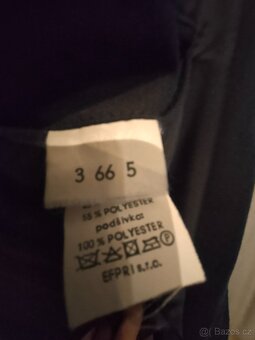 3 66 5
55 % POLYESTER
podšívka:
100 % POLYESTER
EFPRI s.r.o.
Bazos.cz